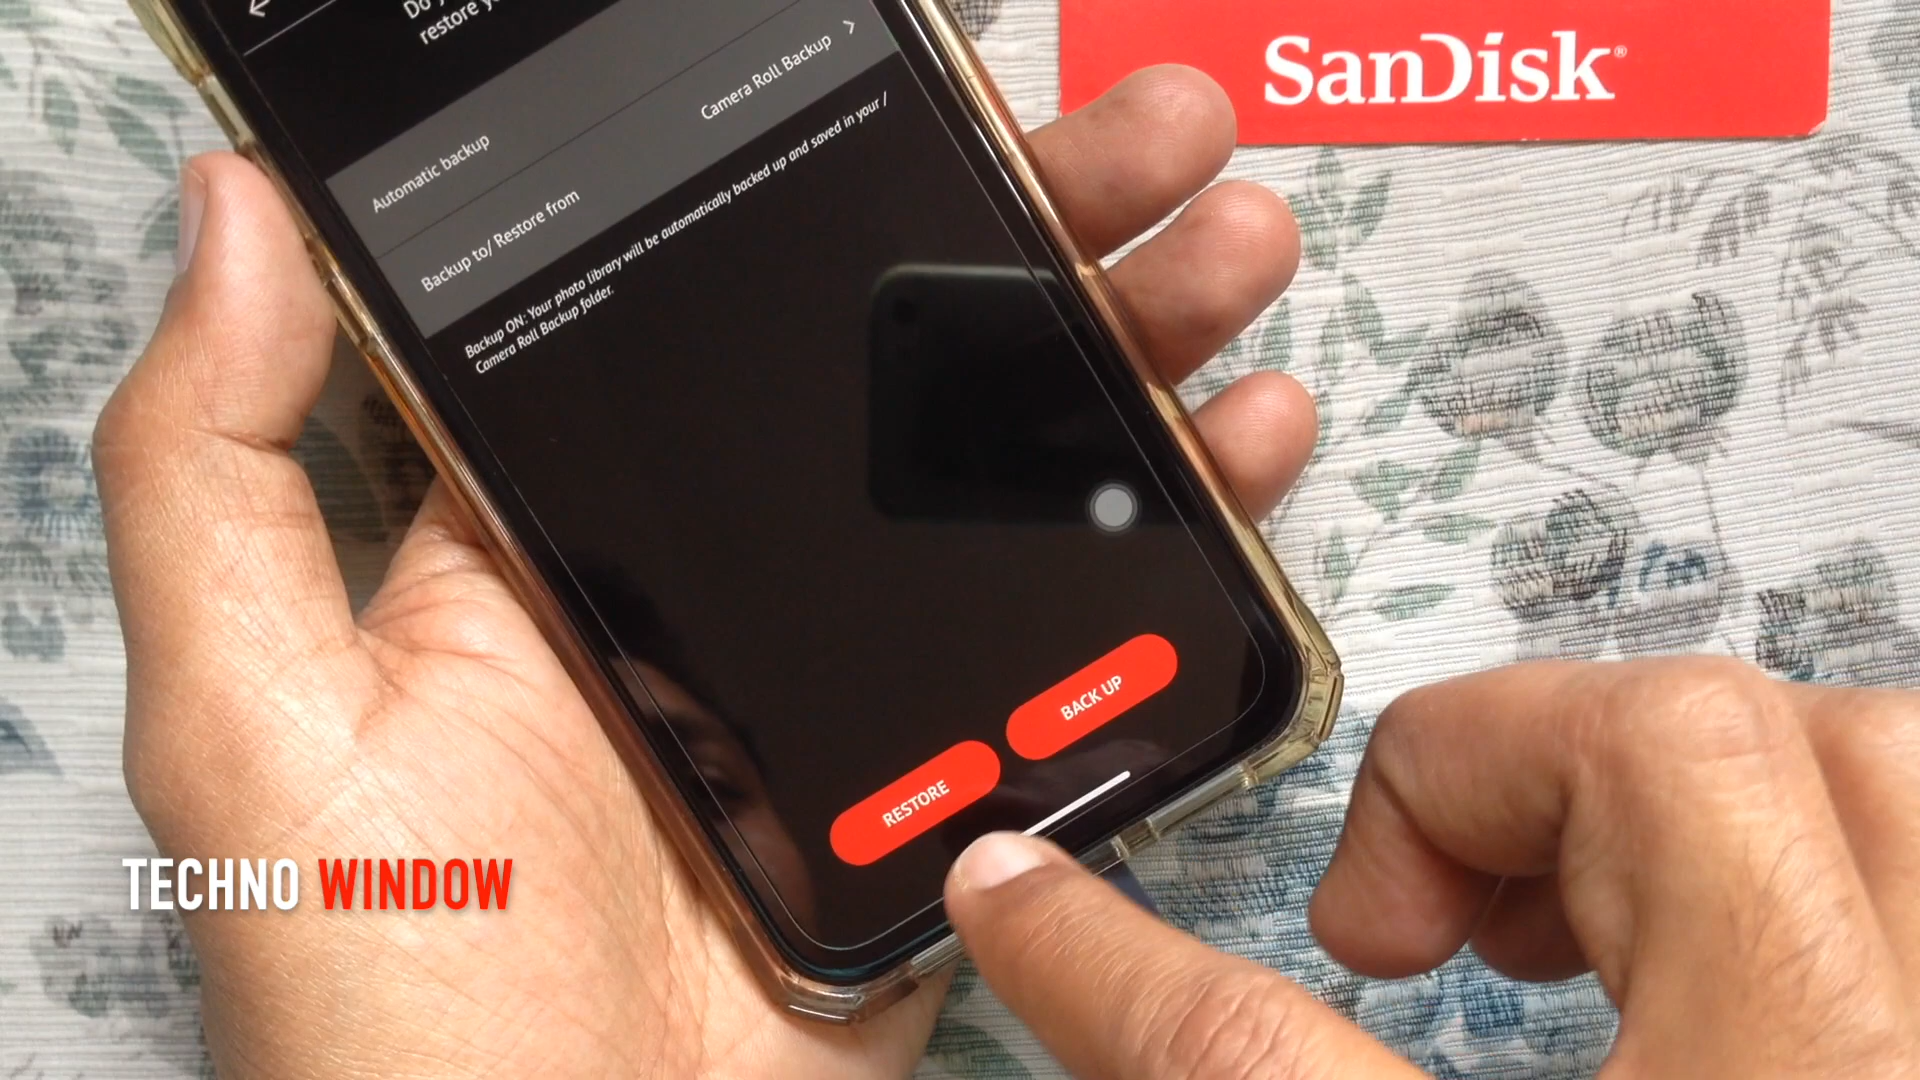 Do
restore
SanDisk®
Automatic backup
Backup to/ Restore from
Camera Roll Backup >
Backup ON: Your photo library will be automatically backed up and saved in your /
Camera Roll Backup folder.
RESTORE
BACK UP
TECHNO WINDOW